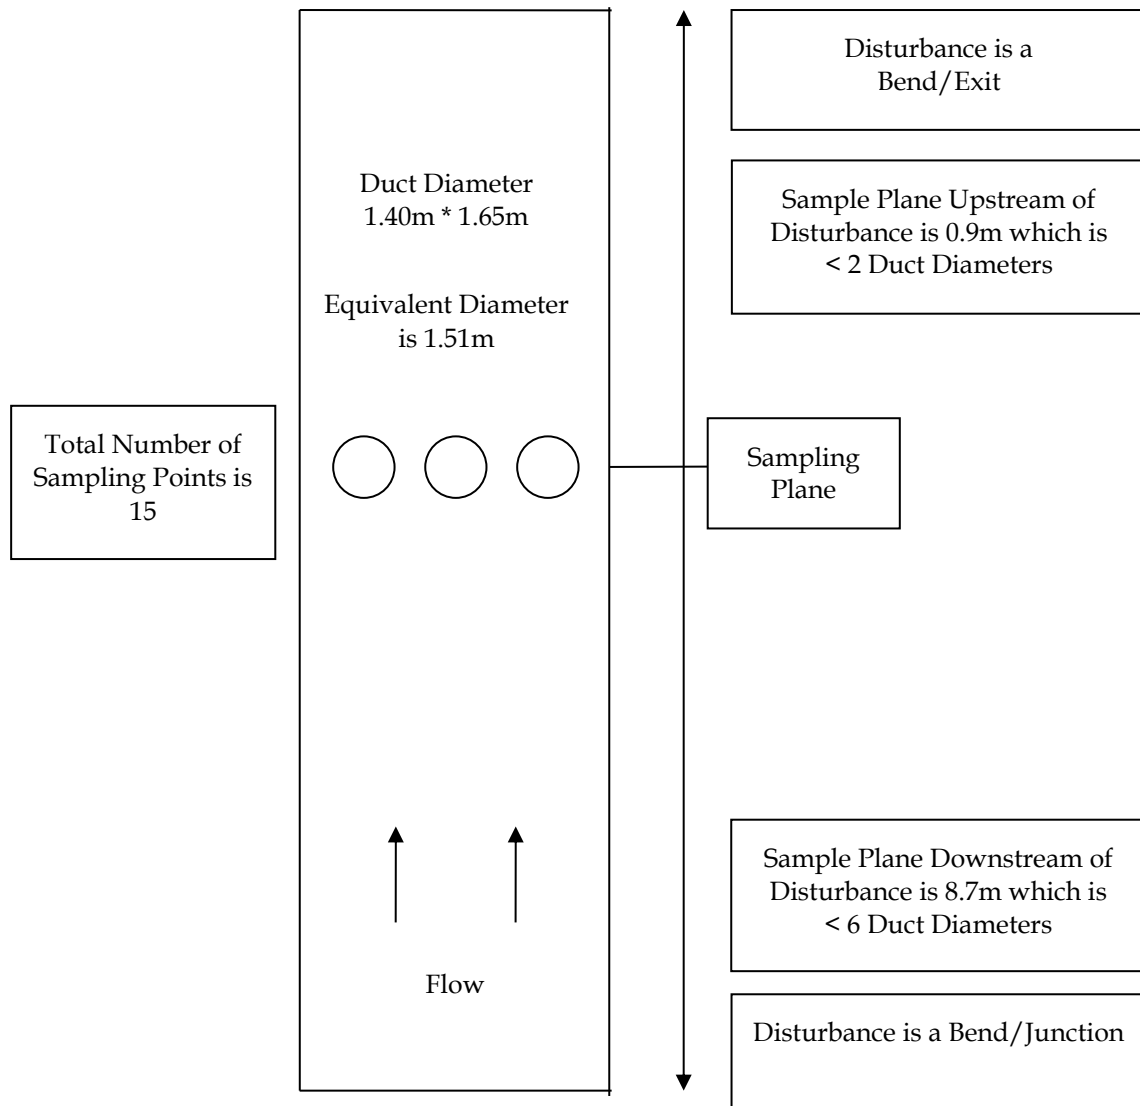 Disturbance is a
Bend/Exit
Duct Diameter
1.40m * 1.65m
Sample Plane Upstream of
Disturbance is 0.9m which is
< 2 Duct Diameters
Equivalent Diameter
is 1.51m
Total Number of
Sampling Points is
15
Sampling
Plane
Sample Plane Downstream of
Disturbance is 8.7m which is
< 6 Duct Diameters
Flow
Disturbance is a Bend/Junction